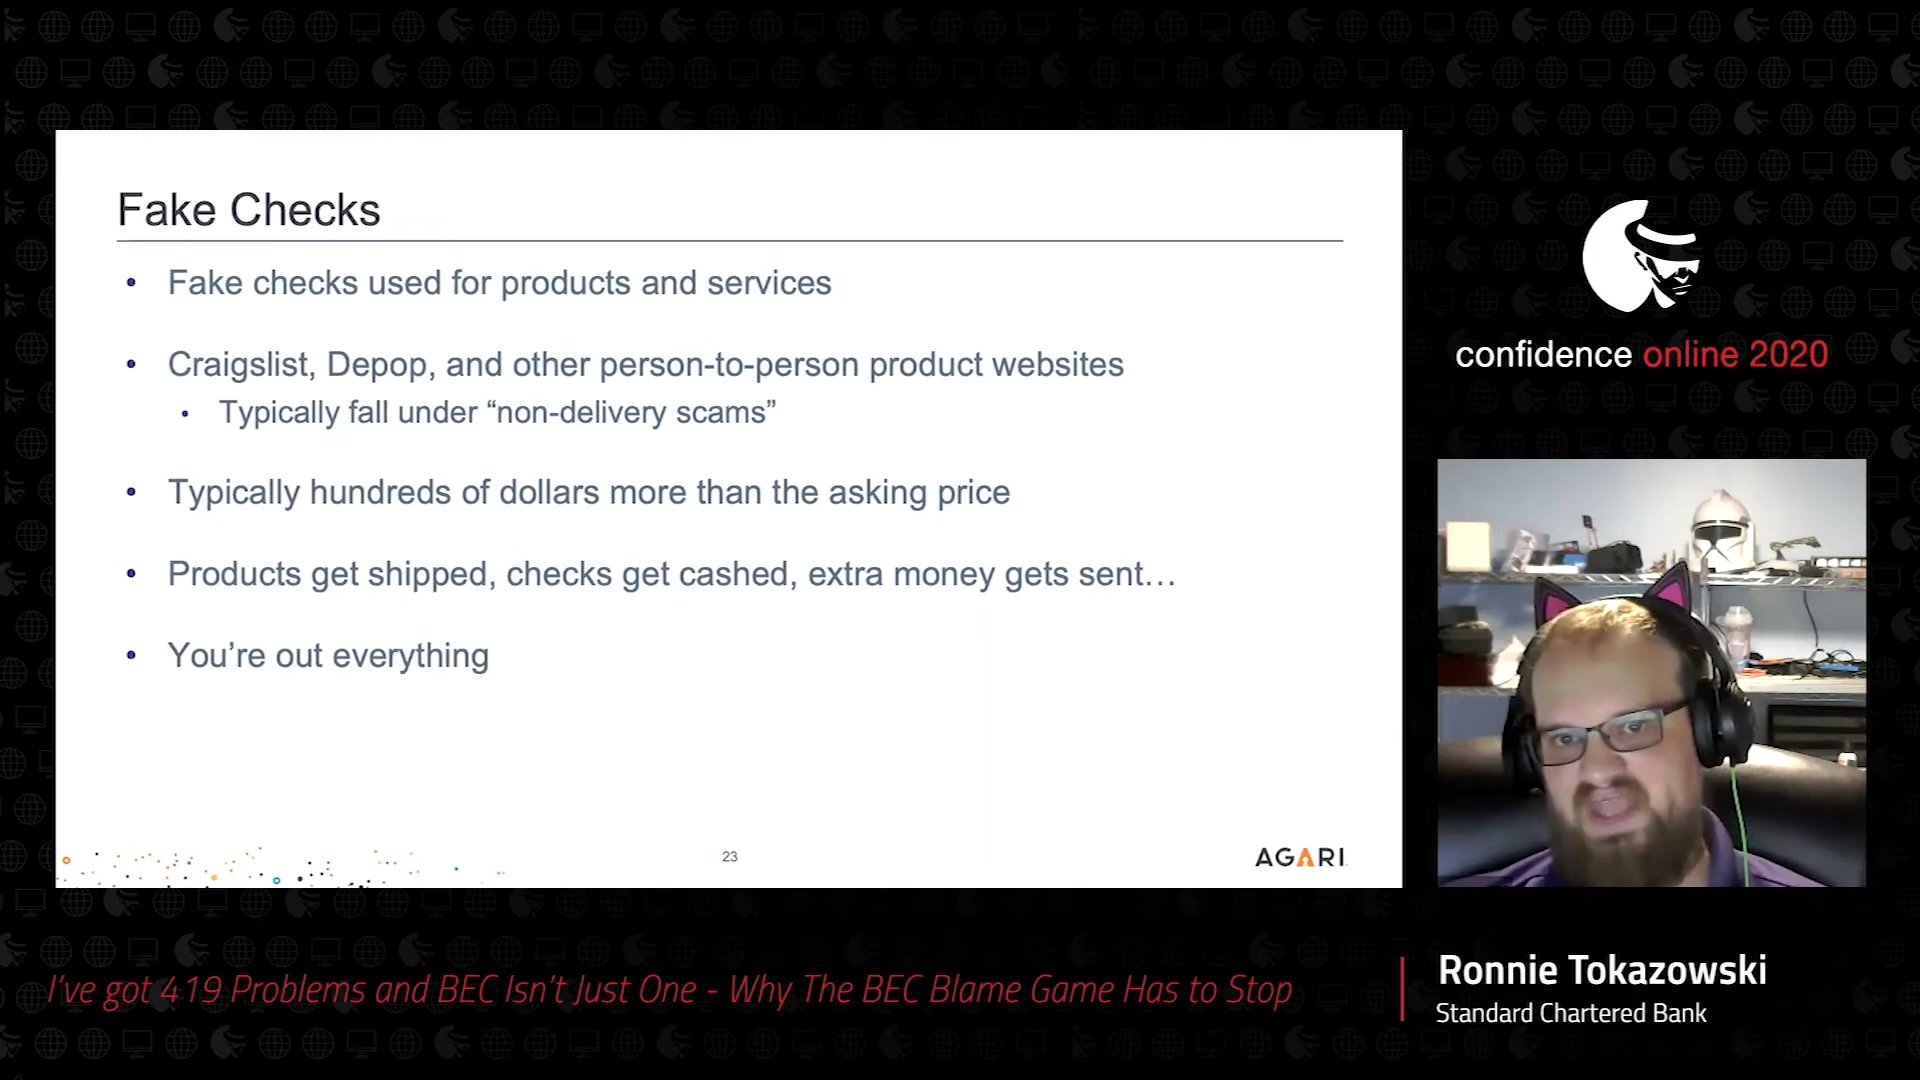 Fake Checks
• Fake checks used for products and services
• Craigslist, Depop, and other person-to-person product websites
• Typically fall under “non-delivery scams”
• Typically hundreds of dollars more than the asking price
• Products get shipped, checks get cashed, extra money gets sent…
• You’re out everything
23
AGARI
confidence online 2020
I’ve got 419 Problems and BEC Isn’t Just One - Why The BEC Blame Game Has to Stop
Ronnie Tokazowski
Standard Chartered Bank